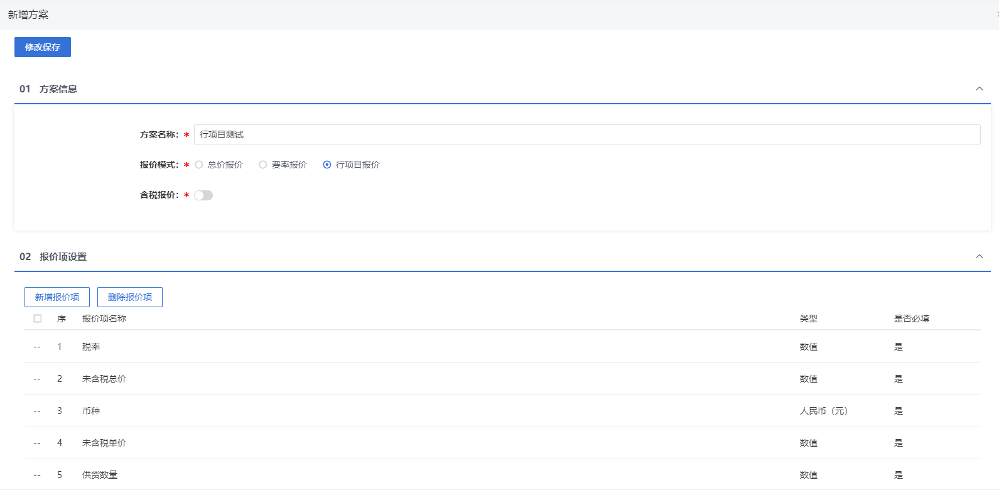 新增方案
修改保存
01 方案信息
方案名称：* 行项目测试
报价模式：* 总价报价 费率报价 行项目报价
含税报价：*
02 报价项设置
新增报价项 删除报价项
序 报价项名称 类型 是否必填
-- 1 税率 数值 是
-- 2 未含税总价 数值 是
-- 3 币种 人民币（元） 是
-- 4 未含税单价 数值 是
-- 5 供货数量 数值 是